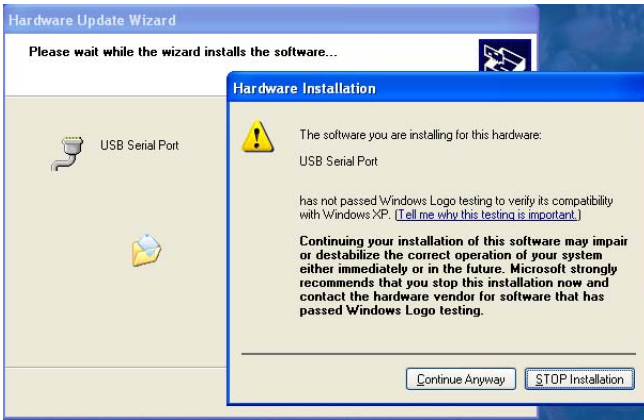 Hardware Update Wizard
Please wait while the wizard installs the software...
USB Serial Port
Hardware Installation
The software you are installing for this hardware:
USB Serial Port
has not passed Windows Logo testing to verify its compatibility
with Windows XP. (Tell me why this testing is important.)
Continuing your installation of this software may impair
or destabilize the correct operation of your system
either immediately or in the future. Microsoft strongly
recommends that you stop this installation now and
contact the hardware vendor for software that has
passed Windows Logo testing.
Continue Anyway
STOP Installation